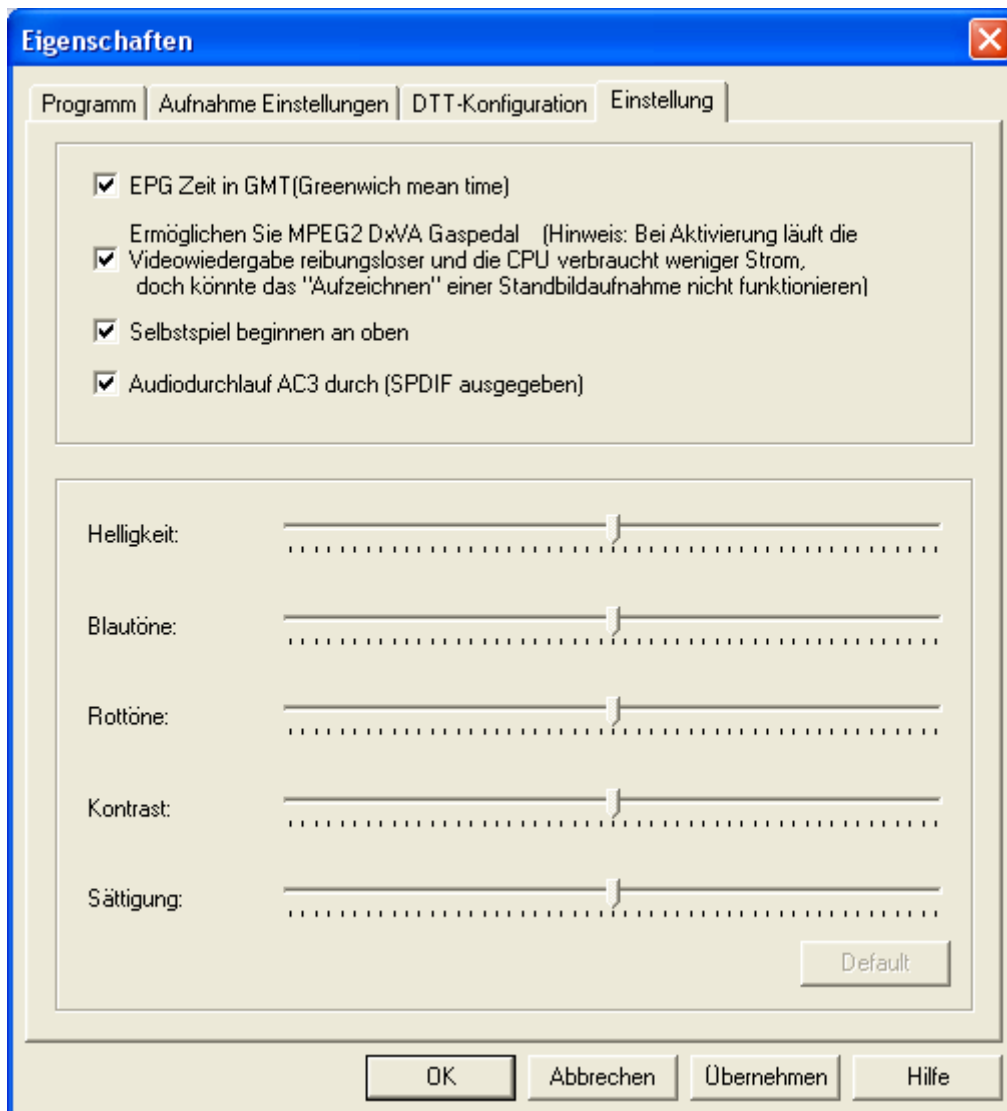 Eigenschaften
Programm
Aufnahme Einstellungen
DTT-Konfiguration
Einstellung
EPG Zeit in GMT(Greenwich mean time)
Ermöglichen Sie MPEG2 DxVA Gaspedal (Hinweis: Bei Aktivierung läuft die
Videowiedergabe reibungsloser und die CPU verbraucht weniger Strom,
doch könnte das "Aufzeichnen" einer Standbildaufnahme nicht funktionieren)
Selbstspiel beginnen an oben
Audiodurchlauf AC3 durch (SPDIF ausgegeben)
Helligkeit:
Blautöne:
Rottöne:
Kontrast:
Sättigung:
Default
OK
Abbrechen
Übernehmen
Hilfe